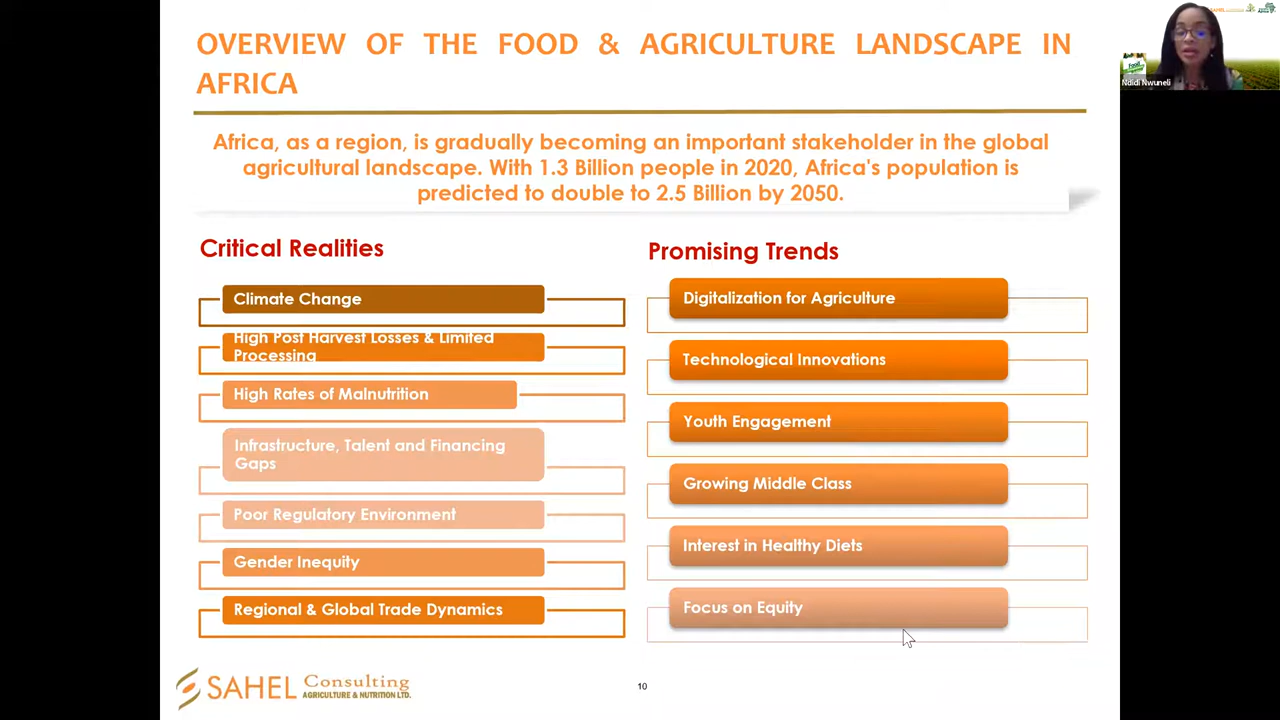 OVERVIEW OF THE FOOD & AGRICULTURE LANDSCAPE IN
AFRICA
Africa, as a region, is gradually becoming an important stakeholder in the global
agricultural landscape. With 1.3 Billion people in 2020, Africa's population is
predicted to double to 2.5 Billion by 2050.
Critical Realities
Climate Change
High Post Harvest Losses & Limited
Processing
High Rates of Malnutrition
Infrastructure, Talent and Financing
Gaps
Poor Regulatory Environment
Gender Inequity
Regional & Global Trade Dynamics
Promising Trends
Digitalization for Agriculture
Technological Innovations
Youth Engagement
Growing Middle Class
Interest in Healthy Diets
Focus on Equity
SAHEL Consulting
AGRICULTURE & NUTRITION LTD.
10
Food
Ndidi Nwuneli